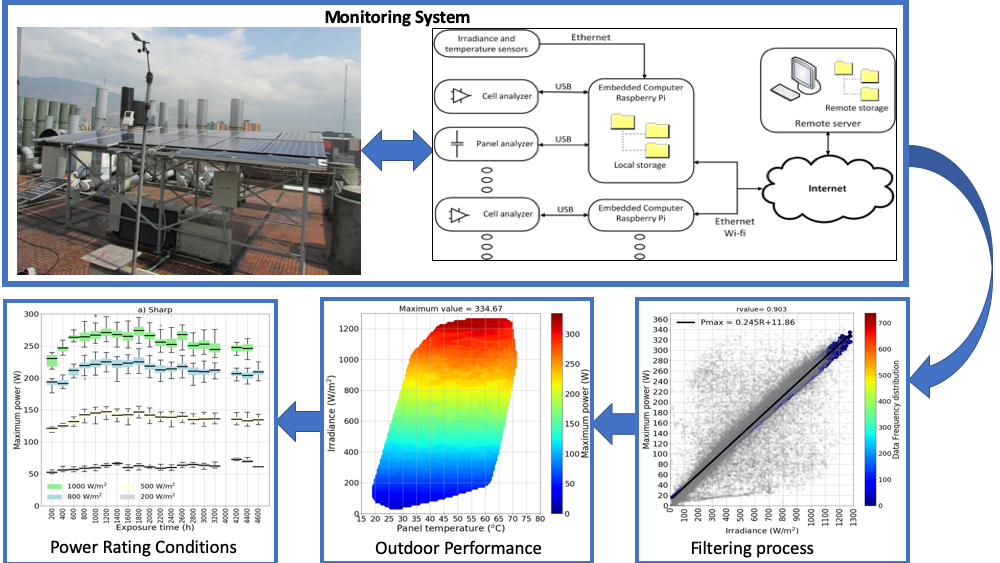 Monitoring System
Irradiance and
temperature sensors
Ethernet
Cell analyzer
USB
Embedded Computer
Raspberry Pi
Panel analyzer
USB
Local storage
Cell analyzer
USB
Embedded Computer
Raspberry Pi
Ethernet
Wi-fi
Remote storage
Remote server
Internet
a) Sharp
Maximum power (W)
300
250
200
150
100
50
0
1000 W/m²
800 W/m²
500 W/m²
200 W/m²
200 400 600 800 1000 1200 1400 1600 1800 2000 2200 2400 2600 2800 3000 3200 3400 4200 4400 4600
Exposure time (h)
Power Rating Conditions
Maximum value = 334.67
Irradiance (W/m²)
1200
1000
800
600
400
200
0
15 20 25 30 35 40 45 50 55 60 65 70 75 80
Panel temperature (°C)
300
250
200
150
100
50
0
Maximum power (W)
Outdoor Performance
rvalue= 0.903
Pmax = 0.245R+11.86
Maximum power (W)
360
340
320
300
280
260
240
220
200
180
160
140
120
100
80
60
40
20
0
0 100 200 300 400 500 600 700 800 900 1000 1100 1200 1300
Irradiance (W/m²)
700
600
500
400
300
200
100
0
Data Frequency distribution
Filtering process